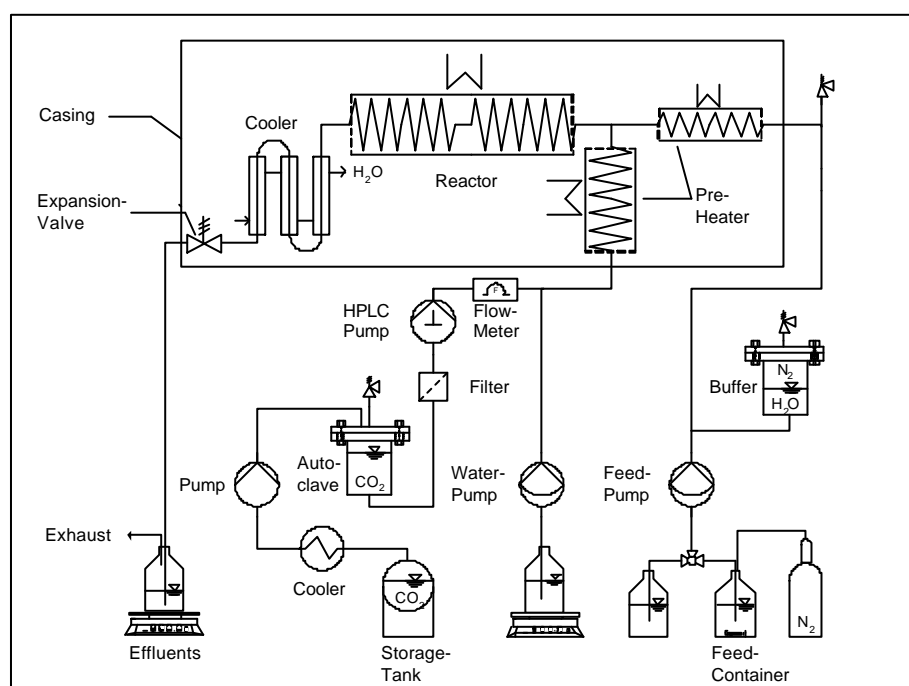 Casing
Cooler
H₂O
Reactor
Pre-
Heater
Expansion-
Valve
HPLC
Pump
F
Flow-
Meter
Filter
Buffer
N₂
H₂O
Pump
Auto-
clave
CO₂
Water-
Pump
Feed-
Pump
Exhaust
Cooler
CO₂
N₂
Effluents
Storage-
Tank
Feed-
Container